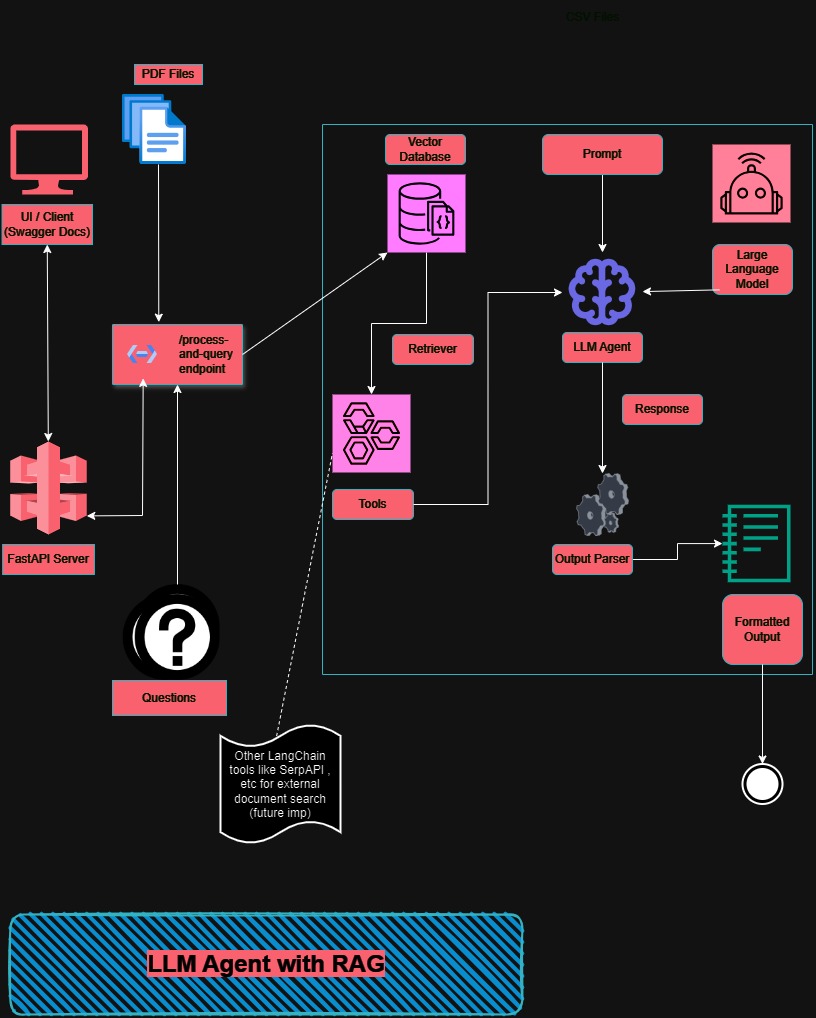 CSV Files
PDF Files
UI / Client
(Swagger Docs)
Vector
Database
Prompt
Large
Language
Model
/process-
and-query
endpoint
Retriever
LLM Agent
Response
Tools
FastAPI Server
Output Parser
Formatted
Output
?
Questions
Other LangChain
tools like SerpAPI ,
etc for external
document search
(future imp)
LLM Agent with RAG